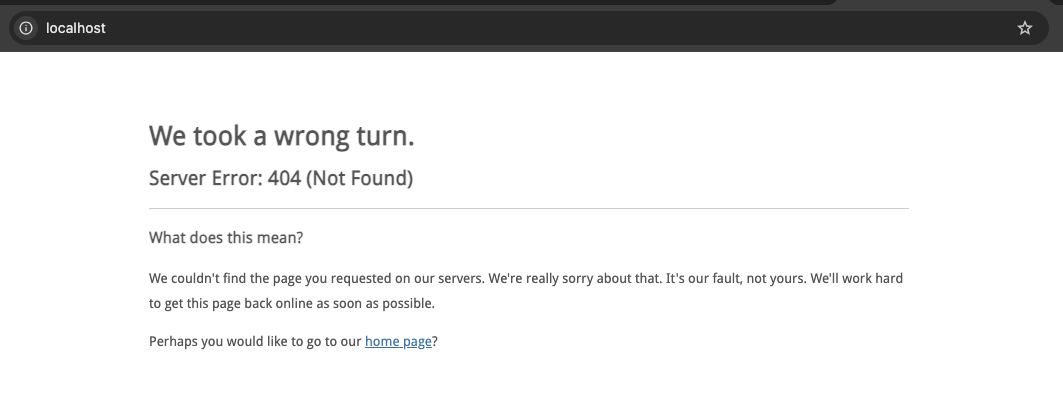 localhost
We took a wrong turn.
Server Error: 404 (Not Found)
What does this mean?
We couldn't find the page you requested on our servers. We're really sorry about that. It's our fault, not yours. We'll work hard
to get this page back online as soon as possible.
Perhaps you would like to go to our home page?